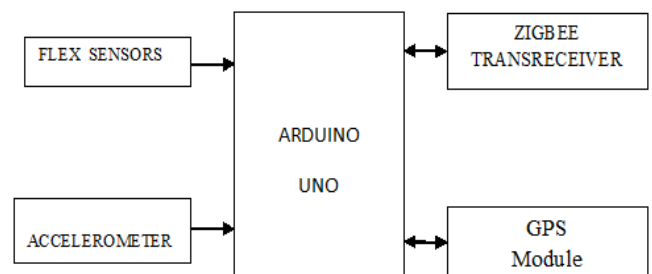 FLEX SENSORS
ZIGBEE
TRANSRECEIVER
ARDUINO
UNO
ACCELEROMETER
GPS
Module